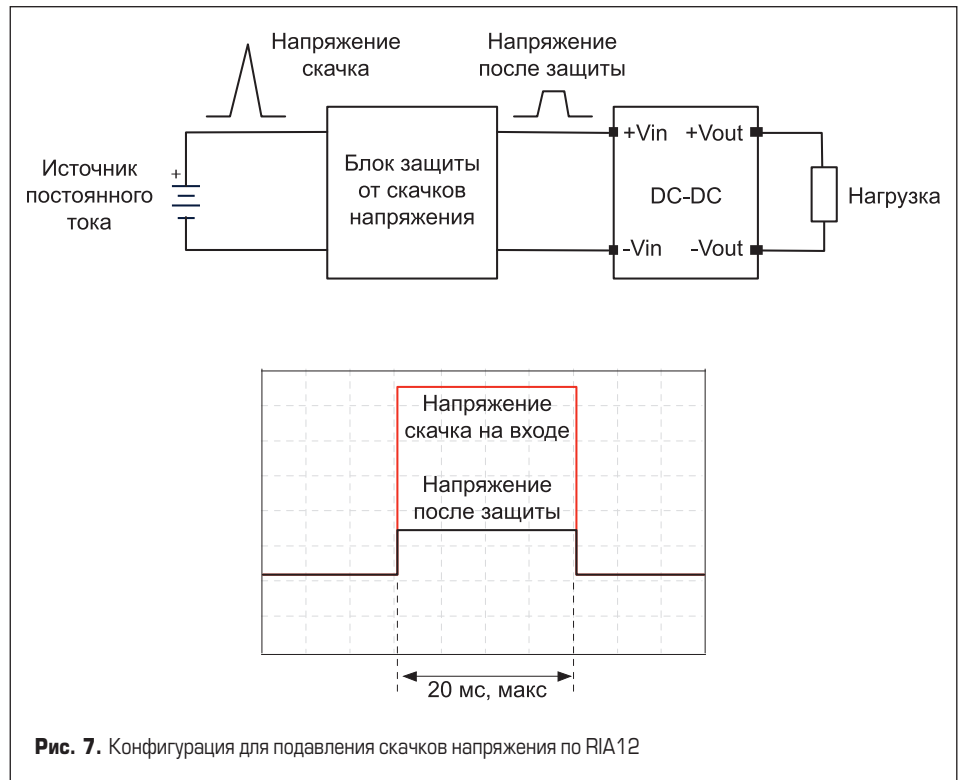 Напряжение
скачка
Напряжение
после защиты
Источник
постоянного
тока
+
Блок защиты
от скачков
напряжения
+Vin +Vout
DC-DC
-Vin -Vout
Нагрузка
Напряжение
скачка на входе
Напряжение
после защиты
20 мс, макс
Рис. 7. Конфигурация для подавления скачков напряжения по RIA12